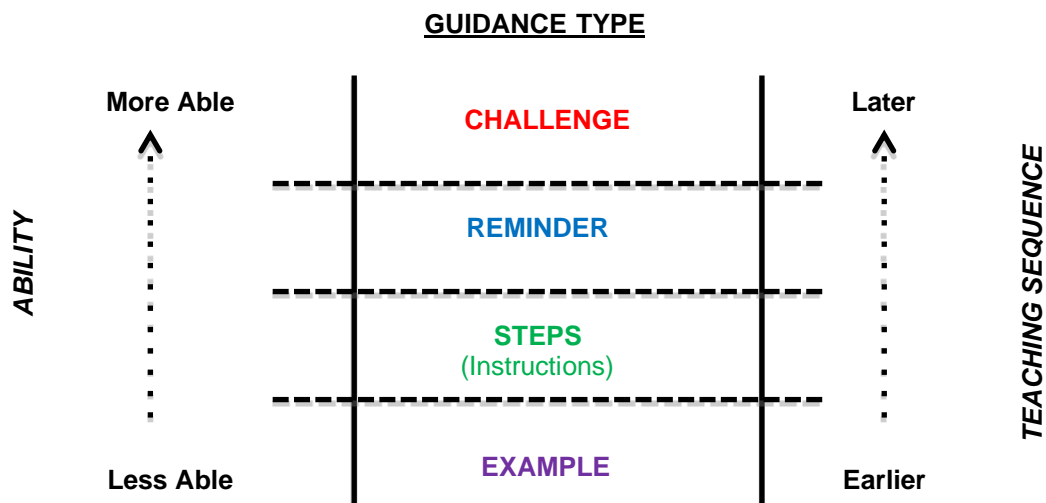 GUIDANCE TYPE
More Able
CHALLENGE
Later
ABILITY
REMINDER
TEACHING SEQUENCE
STEPS
(Instructions)
Less Able
EXAMPLE
Earlier